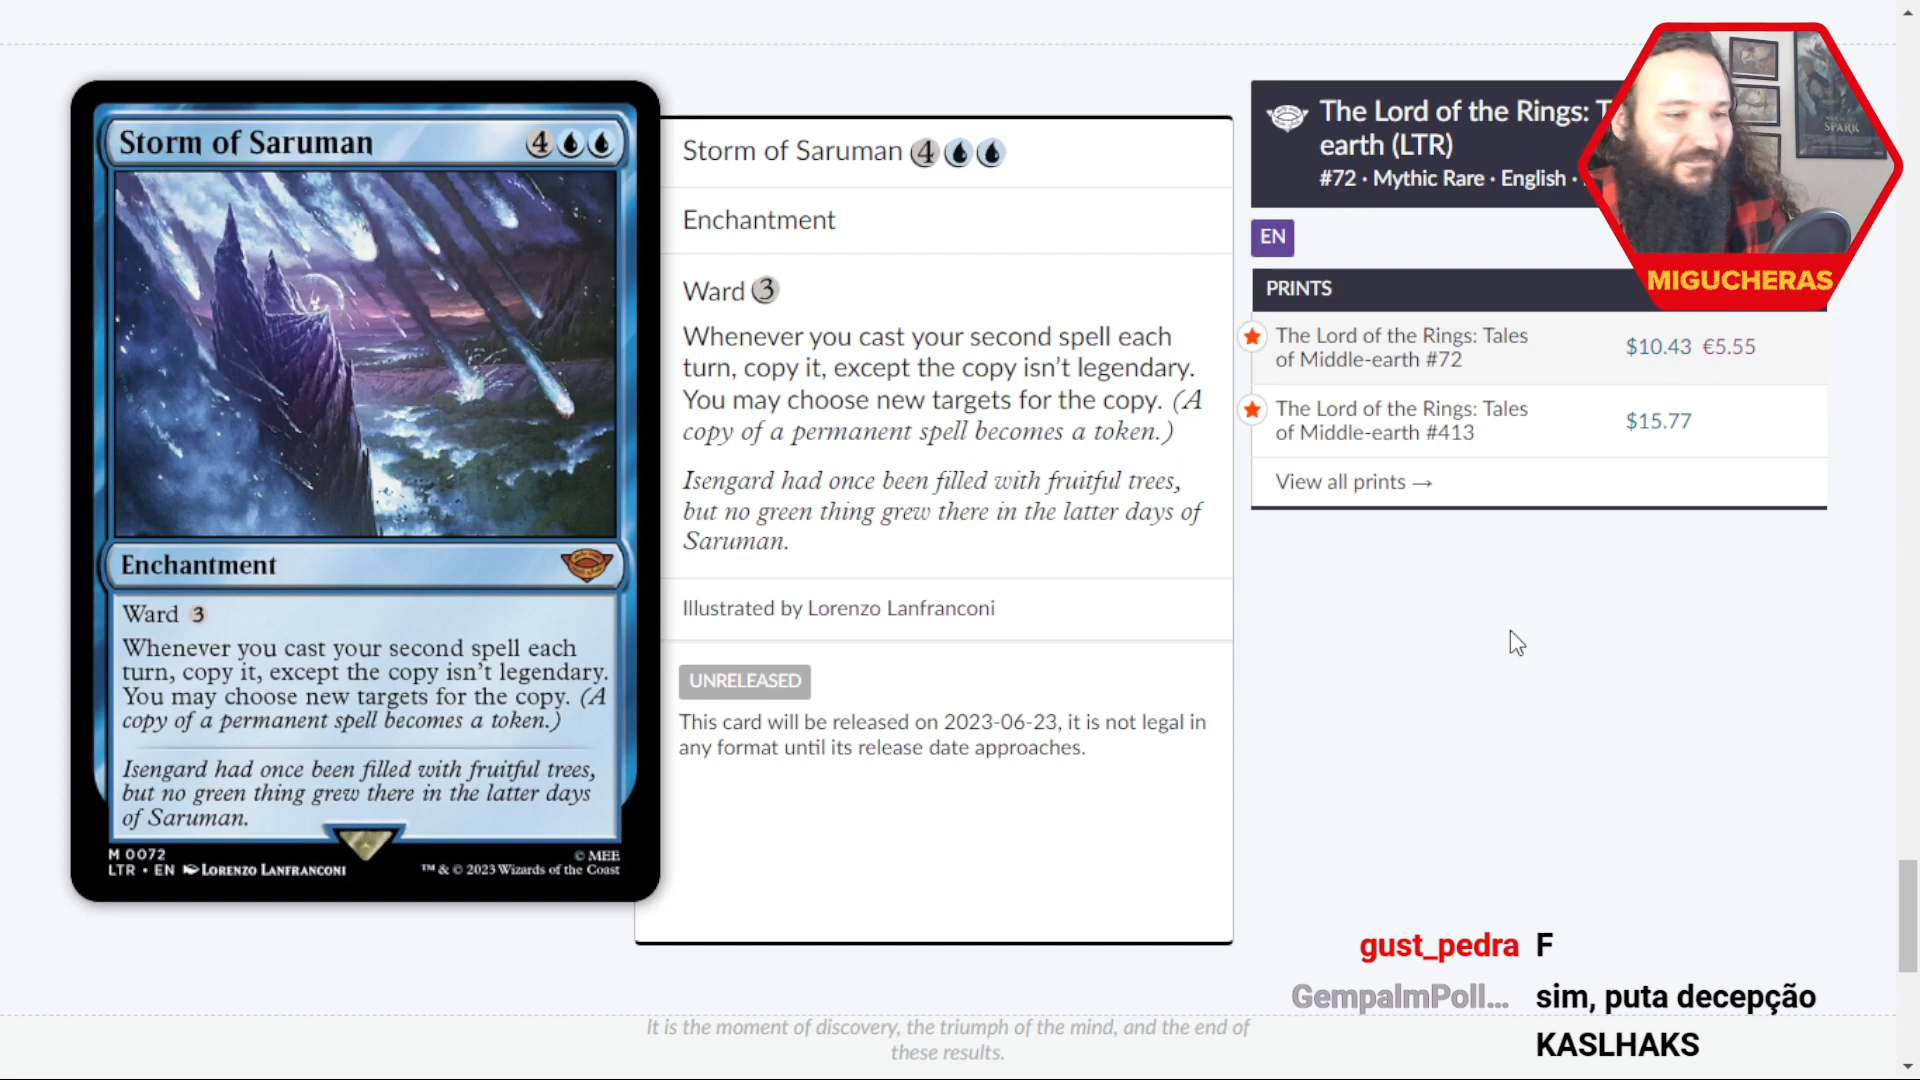 Storm of Saruman 4
Enchantment
Ward 3
Whenever you cast your second spell each
turn, copy it, except the copy isn't legendary.
You may choose new targets for the copy. (A
copy of a permanent spell becomes a token.)
Isengard had once been filled with fruitful trees,
but no green thing grew there in the latter days
of Saruman.
M 0072
LTR • EN LORENZO LANFRANCONI
© MEE
™ & © 2023 Wizards of the Coast
Storm of Saruman 4
Enchantment
Ward 3
Whenever you cast your second spell each
turn, copy it, except the copy isn't legendary.
You may choose new targets for the copy. (A
copy of a permanent spell becomes a token.)
Isengard had once been filled with fruitful trees,
but no green thing grew there in the latter days of
Saruman.
Illustrated by Lorenzo Lanfranconi
UNRELEASED
This card will be released on 2023-06-23, it is not legal in
any format until its release date approaches.
The Lord of the Rings:
earth (LTR)
#72 · Mythic Rare · English ·
EN
PRINTS
The Lord of the Rings: Tales
of Middle-earth #72
$10.43 €5.55
The Lord of the Rings: Tales
of Middle-earth #413
$15.77
View all prints →
SPARK
MIGUCHERAS
gust_pedra F
GempalmPoll... sim, puta decepção
KASLHAKS
It is the moment of discovery, the triumph of the mind, and the end of
these results.